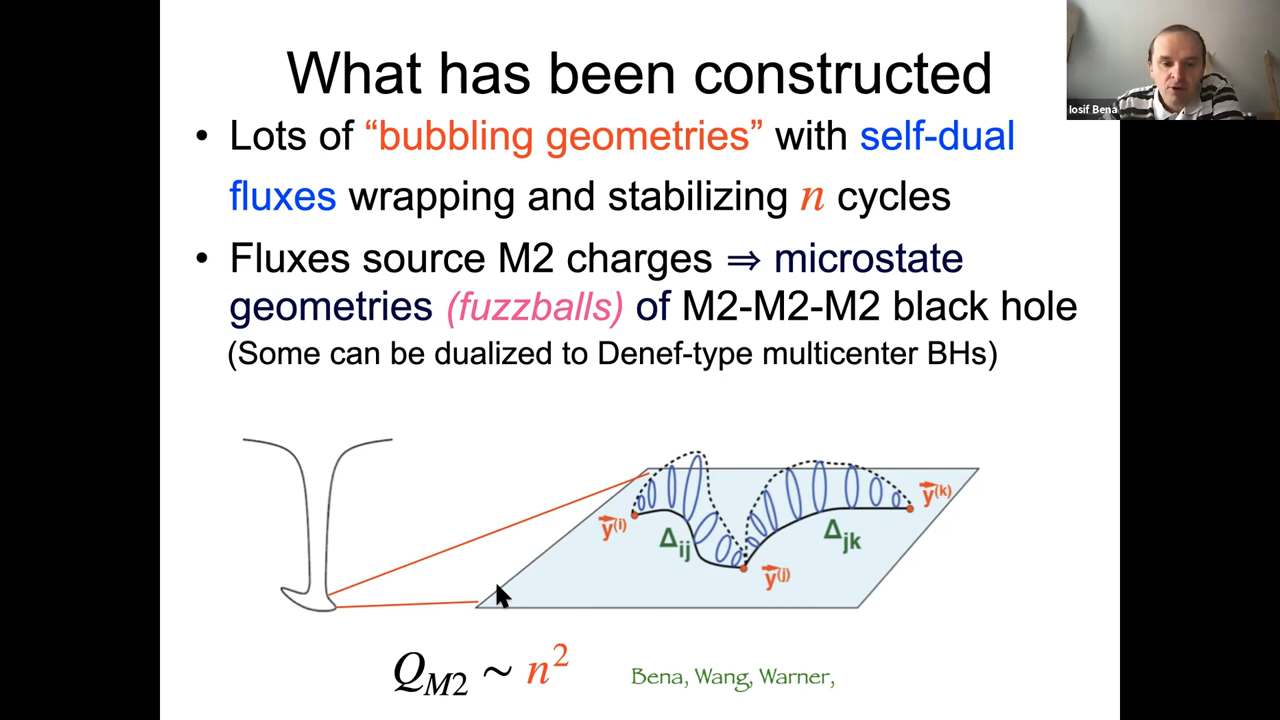 What has been constructed
• Lots of “bubbling geometries” with self-dual
fluxes wrapping and stabilizing n cycles
• Fluxes source M2 charges ⇒ microstate
geometries (fuzzballs) of M2-M2-M2 black hole
(Some can be dualized to Denef-type multicenter BHs)
y⃗⁽ⁱ⁾
Δij
y⃗⁽ʲ⁾
Δjk
y⃗⁽ᵏ⁾
Q_M2 ~ n²
Bena, Wang, Warner,
Iosif Bena